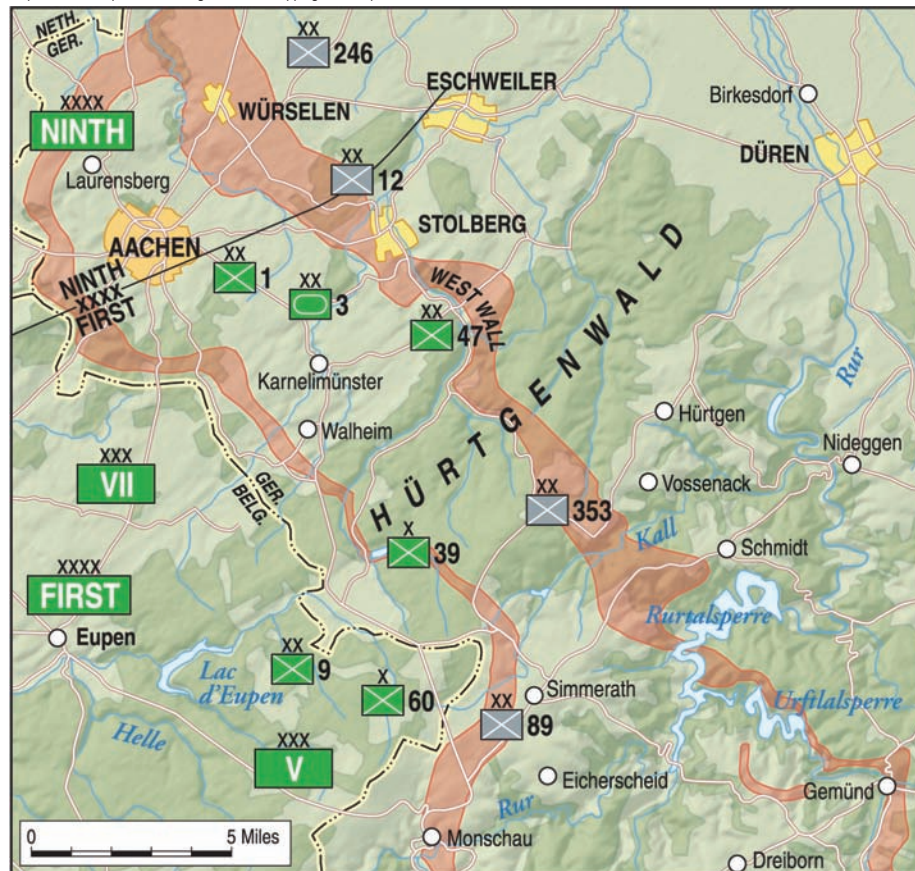 NETH.
GER.
XX
246
XXXX
NINTH
Laurensberg
WÜRSELEN
ESCHWEILER
Birkesdorf
DÜREN
XX
12
STOLBERG
AACHEN
NINTH
XXXX
FIRST
XX
1
XX
3
WEST WALL
XX
47
Karnelimünster
Walheim
HÜRTGENWALD
Rur
Hürtgen
Nideggen
Vossenack
XXX
VII
GER.
BELG.
XX
353
Kall
Schmidt
X
39
XXXX
FIRST
Eupen
Lac
d'Eupen
XX
9
X
60
Rurtalsperre
Urftlalsperre
Simmerath
XX
89
Helle
XXX
V
Eicherscheid
Rur
Gemünd
Monschau
Dreiborn
0
5 Miles